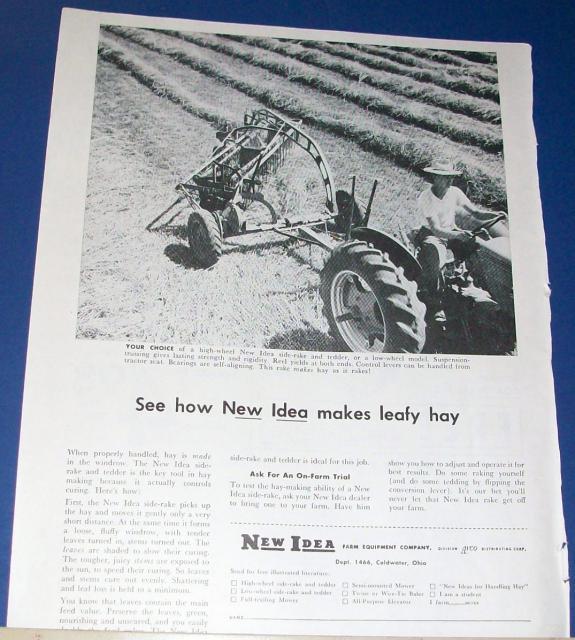 YOUR CHOICE of a high-wheel New Idea side-rake and tedder, or a low-wheel model. Suspension-
trussing gives lasting strength and rigidity. Reel yields at both ends. Control levers can be handled from
tractor seat. Bearings are self-aligning. This rake makes hay as it rakes!
See how New Idea makes leafy hay
When properly handled, hay is made
in the windrow. The New Idea side-
rake and tedder is the key tool in hay
making because it actually controls
curing. Here's how:
First, the New Idea side-rake picks up
the hay and moves it gently only a very
short distance. At the same time it forms
a loose, fluffy windrow, with tender
leaves turned in, stems turned out. The
leaves are shaded to slow their curing.
The tougher, juicy stems are exposed to
the sun, to speed their curing. So leaves
and stems cure out evenly. Shattering
and leaf loss is held to a minimum.
You know that leaves contain the main
feed value. Preserve the leaves, green,
nourishing and uncured, and you easily
the feed value. The New Idea
side-rake and tedder is ideal for this job.
Ask For An On-Farm Trial
To test the hay-making ability of a New
Idea side-rake, ask your New Idea dealer
to bring one to your farm. Have him
show you how to adjust and operate it for
best results. Do some raking yourself
(and do some tedding by flipping the
conversion lever). It's our bet you'll
never let that New Idea rake get off
your farm.
NEW IDEA FARM EQUIPMENT COMPANY, DIVISION AVCO DISTRIBUTING CORP.
Dept. 1466, Coldwater, Ohio
Send for free illustrated literature:
High-wheel side-rake and tedder
Low-wheel side-rake and tedder
Full-trailing Mower
Semi-mounted Mower
Twine or Wire-Tie Baler
All-Purpose Elevator
"New Ideas for Handling Hay"
I am a student
I farm acres
NAME